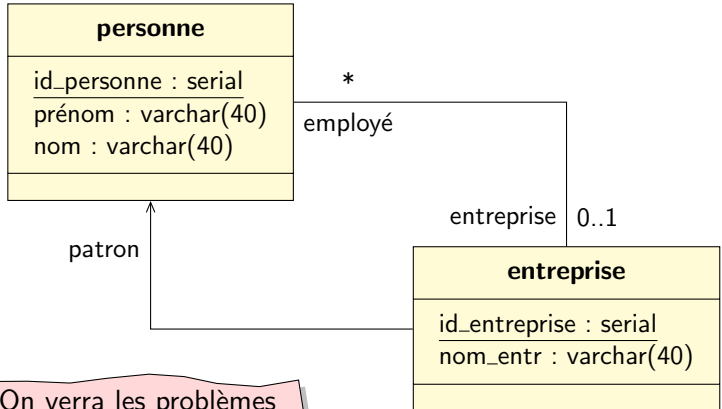 personne
id_personne : serial
prénom : varchar(40)
nom : varchar(40)
*
employé
entreprise
0..1
patron
entreprise
id_entreprise : serial
nom_entr : varchar(40)
On verra les problèmes